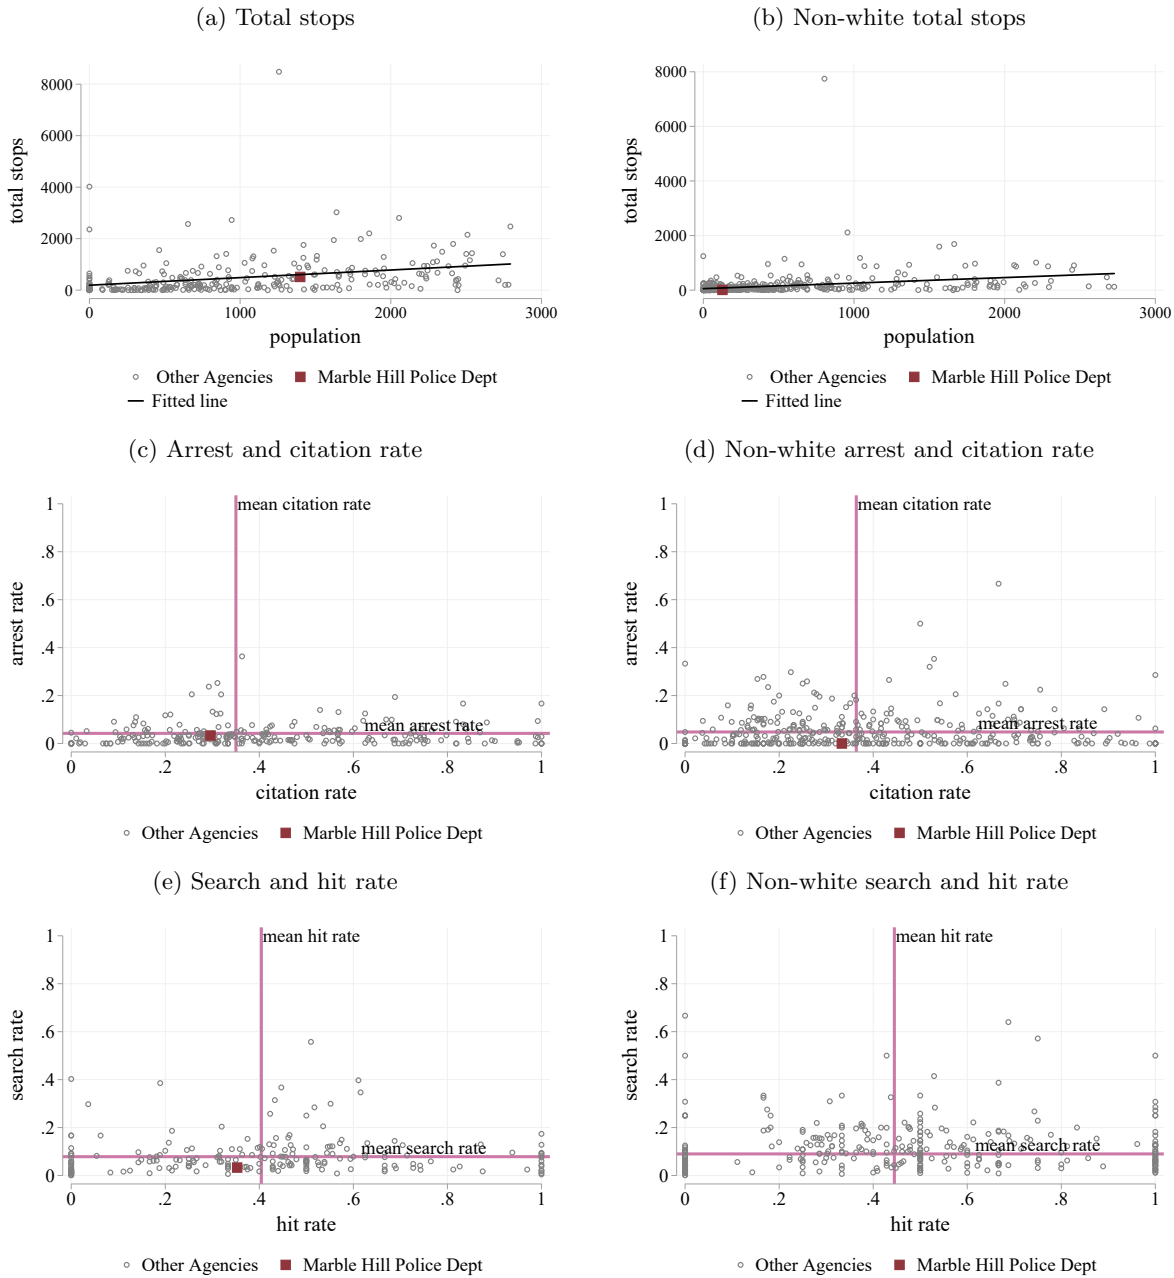 (a) Total stops
(b) Non-white total stops
8000
6000
4000
2000
0
total stops
0 1000 2000 3000
population
Other Agencies Marble Hill Police Dept
Fitted line
8000
6000
4000
2000
0
total stops
0 1000 2000 3000
population
Other Agencies Marble Hill Police Dept
Fitted line
(c) Arrest and citation rate
(d) Non-white arrest and citation rate
mean citation rate
1
.8
.6
.4
.2
0
arrest rate
mean arrest rate
0 .2 .4 .6 .8 1
citation rate
Other Agencies Marble Hill Police Dept
mean citation rate
1
.8
.6
.4
.2
0
arrest rate
mean arrest rate
0 .2 .4 .6 .8 1
citation rate
Other Agencies Marble Hill Police Dept
(e) Search and hit rate
(f) Non-white search and hit rate
mean hit rate
1
.8
.6
.4
.2
0
search rate
mean search rate
0 .2 .4 .6 .8 1
hit rate
Other Agencies Marble Hill Police Dept
mean hit rate
1
.8
.6
.4
.2
0
search rate
mean search rate
0 .2 .4 .6 .8 1
hit rate
Other Agencies Marble Hill Police Dept